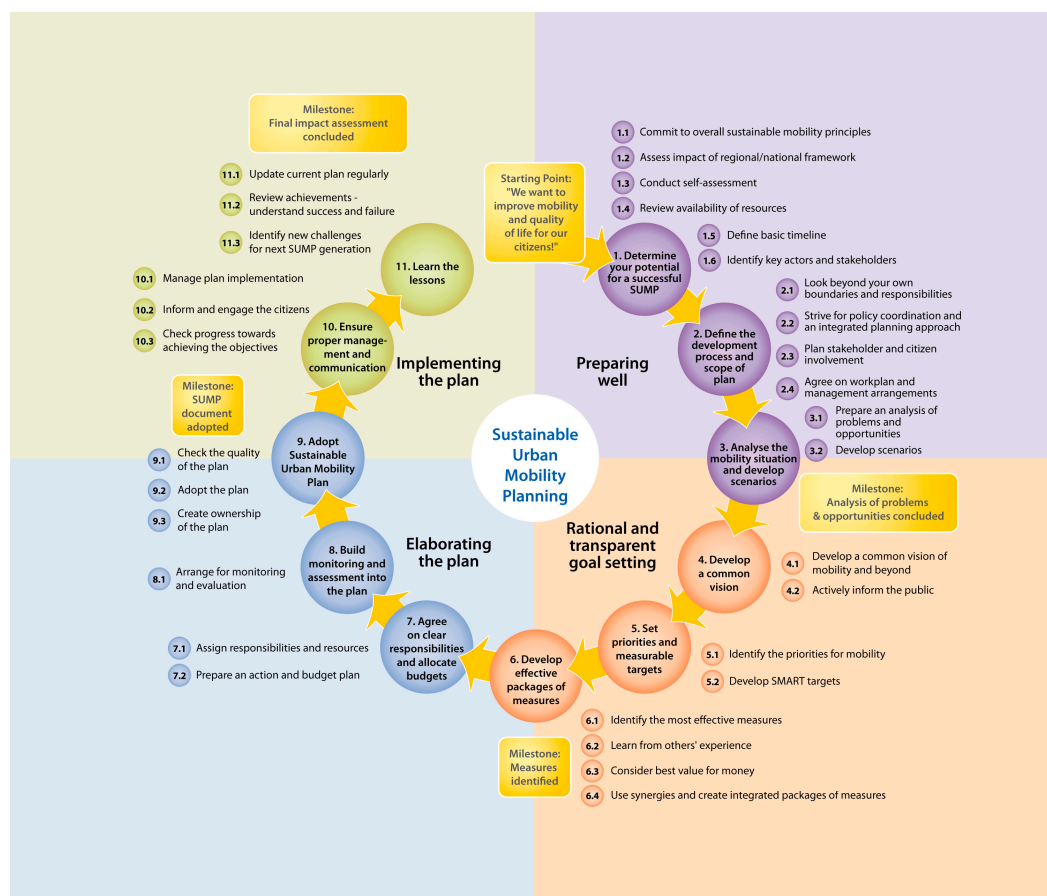 Starting Point:
"We want to
improve mobility
and quality
of life for our
citizens!"
1.1 Commit to overall sustainable mobility principles
1.2 Assess impact of regional/national framework
1.3 Conduct self-assessment
1.4 Review availability of resources
1.5 Define basic timeline
1.6 Identify key actors and stakeholders
1. Determine
your potential
for a successful
SUMP
2.1 Look beyond your own
boundaries and responsibilities
2.2 Strive for policy coordination and
an integrated planning approach
2.3 Plan stakeholder and citizen
involvement
2.4 Agree on workplan and
management arrangements
2. Define the
development
process and
scope of
plan
Preparing
well
3.1 Prepare an analysis of
problems and
opportunities
3.2 Develop scenarios
3. Analyse the
mobility situation
and develop
scenarios
Milestone:
Analysis of problems
& opportunities concluded
Sustainable
Urban
Mobility
Planning
Rational and
transparent
goal setting
4. Develop
a common
vision
4.1 Develop a common vision of
mobility and beyond
4.2 Actively inform the public
5. Set
priorities and
measurable
targets
5.1 Identify the priorities for mobility
5.2 Develop SMART targets
6. Develop
effective
packages of
measures
6.1 Identify the most effective measures
6.2 Learn from others' experience
6.3 Consider best value for money
6.4 Use synergies and create integrated packages of measures
Milestone:
Measures
identified
Elaborating
the plan
7. Agree
on clear
responsibilities
and allocate
budgets
7.1 Assign responsibilities and resources
7.2 Prepare an action and budget plan
8. Build
monitoring and
assessment into
the plan
8.1 Arrange for monitoring
and evaluation
9. Adopt
Sustainable
Urban Mobility
Plan
9.1 Check the quality
of the plan
9.2 Adopt the plan
9.3 Create ownership
of the plan
Milestone:
SUMP
document
adopted
Implementing
the plan
10. Ensure
proper manage-
ment and
communication
10.1 Manage plan implementation
10.2 Inform and engage the citizens
10.3 Check progress towards
achieving the objectives
11. Learn the
lessons
11.1 Update current plan regularly
11.2 Review achievements -
understand success and failure
11.3 Identify new challenges
for next SUMP generation
Milestone:
Final impact assessment
concluded